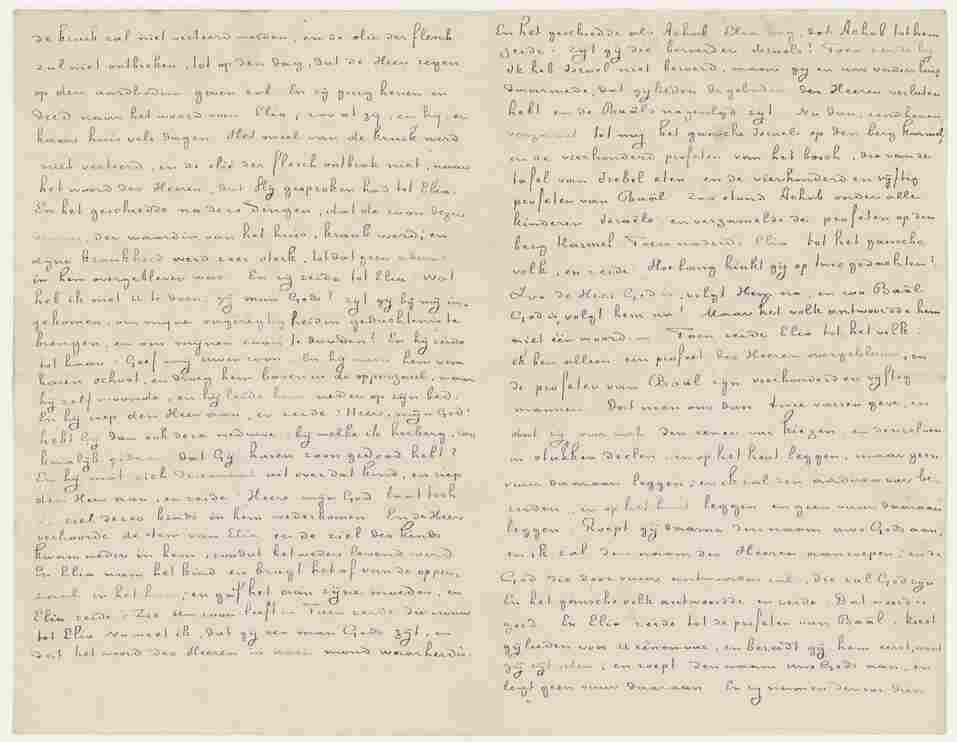 de kruik zal niet verteerd worden, en de olie der flesch
zal niet ontbreken, tot op den dag, dat de Heer regen
op den aardbodem geven zal En zij ging henen en
deed naar het woord van Elia; zoo at zij, en hij, en
haar huis vele dagen Het meel van de kruik werd
niet verteerd, en de olie der flesch ontbrak niet, naar
het woord des Heeren, dat Hij gesproken had tot Elia.
En het geschiedde na deze dingen, dat de zoon dezer
vrouw, der waardin van het huis, krank werd; en
zijne krankheid werd zeer sterk, totdat geen adem
in hem overgebleven was En zij zeide tot Elia Wat
heb ik met U te doen, gij man Gods? zijt gij bij mij in
gekomen, om mijne ongeregtigheiden gedachtenis te
brengen, en om mijnen zoon te dooden? En hij zeide
tot haar: Geef mij uwen zoon En hij nam hem van
haren schoot, en droeg hem boven in de opperzaal, waar
hij zelf woonde, en hij leide hem neder op zijn bed.
En hij riep den Heer aan, en zeide: Heere, mijn God!
hebt Gij dan ook deze weduwe, bij welke ik herberg, zoo
kwalijk gedaan dat Gij haren zoon gedood hebt?
En hij mat zich driemaal uit over dat kind, en riep
den Heer aan, en zeide Heere mijn God laat toch
ziel dezes kinds in hem wederkomen En de Heer
verhoorde de stem van Elia en de ziel des kinds
kwam weder in hem, zoodat het weder levend werd
En Elia nam het kind en bragt het af van de opper,
zaal in het huis, en gaf het aan zijne moeder, en
Elia zeide: Zie uw zoon leeft Toen zeide die vrouw
tot Elia nu weet ik, dat gij een man Gods zijt, en
dat het woord des Heeren in uwen mond waarheid is.
En het geschiedde als Achab Elia zag, dat Achab tot hem
zeide: zijt gij die beroerder Israels? Toen zeide hij
Ik heb Israel niet beroerd, maar gij en uws vaders huis
daarmede, dat gijlieden de geboden des Heeren verlaten
hebt en de Baäls nagevolgd zijt Nu dan, zend henen,
verzamel tot mij het gansche Israel op den berg Karmel,
en de vierhonderd profeten van het bosch, die van de
tafel van Izebel eten en de vierhonderd en vijftig
profeten van Baäl Zoo zond Achab onder alle
kinderen Israëls en verzamelde de profeten op den
berg Karmel Toen naderde Elia tot het gansche
volk, en zeide Hoe lang hinkt gij op twee gedachten?
Zoo de Heer God is, volgt Hem na, en zoo Baäl
God is, volgt hem na! Maar het volk antwoordde hem
niet één woord. Toen zeide Elia tot het volk:
ik ben alleen een profeet des Heeren overgebleven, en
de profeten van Baäl zijn vierhonderd en vijftig
mannen Dat men ons dan twee varren geve, en
dat zij voor zich den eenen var kiezen en denzelven
in stukken deelen en op het hout leggen, maar geen
vuur daaraan leggen; en ik zal den anderen var be
reiden, en op het hout leggen en geen vuur daaraan
leggen Roept gij daarna den naam uws Gods aan,
en ik zal den naam des Heeren aanroepen; en de
God die door vuur antwoorden zal, die zal God zijn
En het gansche volk antwoordde en zeide: Dat woord is
goed En Elia zeide tot de profeten van Baäl: kiest
gijlieden voor U eénen var, en bereidt gij hem eerst, want
gij zijt velen; en roept den naam uws Gods aan, en
legt geen vuur daaraan En zij namen den var dien